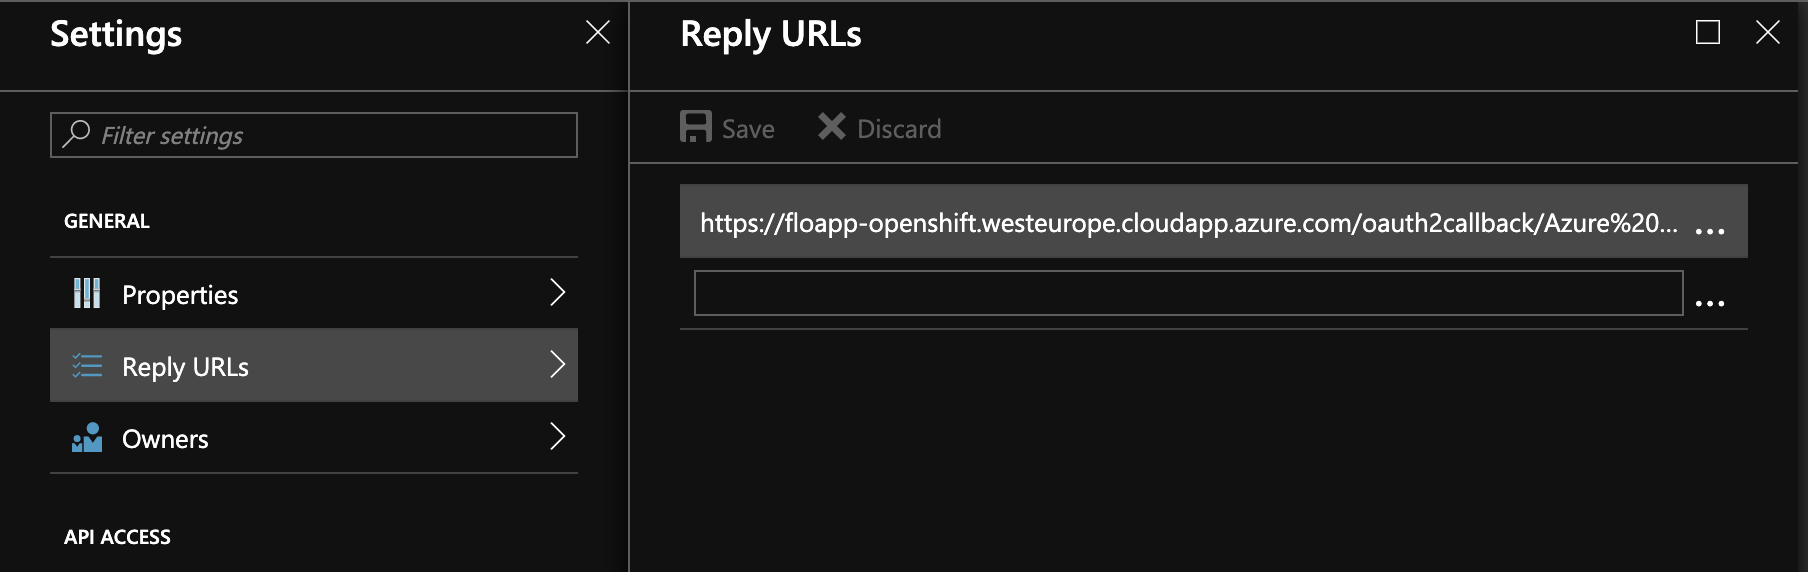 Settings
Filter settings
GENERAL
Properties
Reply URLs
Owners
API ACCESS
Reply URLs
Save
Discard
https://floapp-openshift.westeurope.cloudapp.azure.com/oauth2callback/Azure%20... ...
...